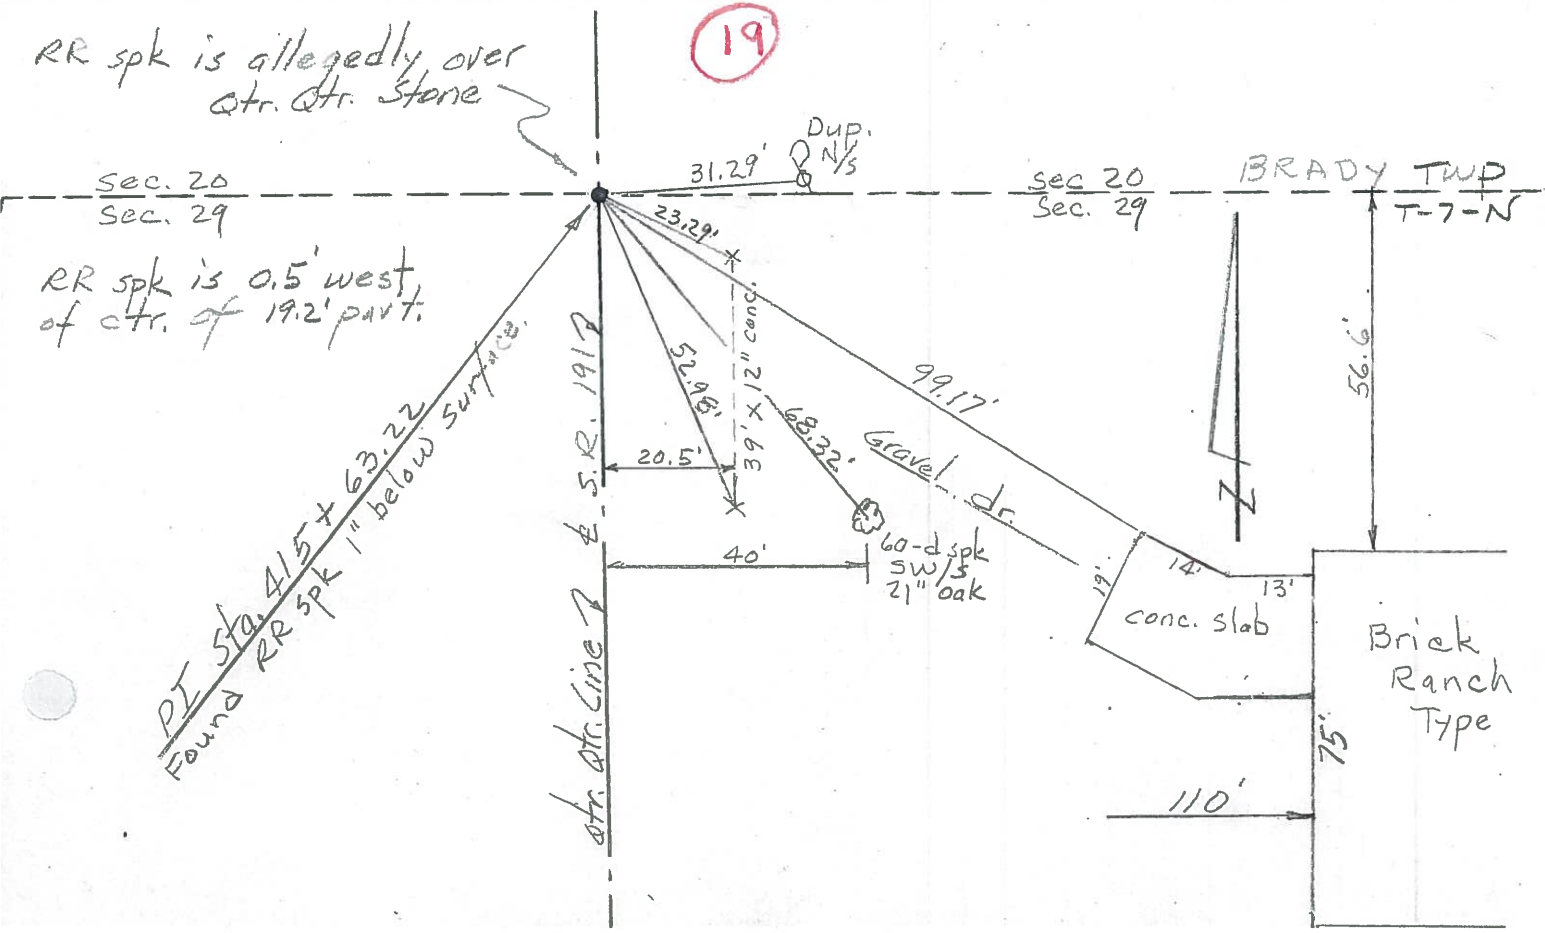 19
RR spk is allegedly over
Qtr. Qtr. Stone
Dup.
N/s
31.29'
Sec. 20
Sec. 29
sec 20
Sec. 29
BRADY TWP
T-7-N
23.29'
RR spk is 0.5' west
of ctr. of 19.2' pavt.
56.6'
S.R. 191
39' x 12" conc.
52.98'
99.17'
68.32'
Gravel dr.
20.5'
Z
PI Sta. 415 + 63.22
Found RR spk 1" below surface.
40'
60-d spk
SW/s
21" oak
14'
13'
19'
conc. slab
Brick
Ranch
Type
Qtr. Qtr. Line
75'
110'